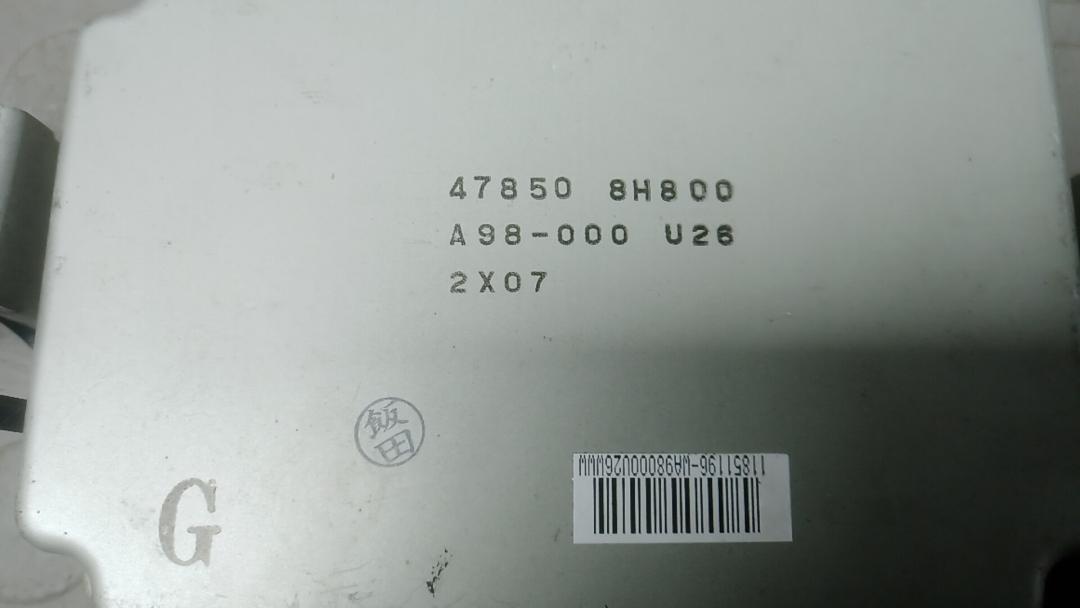 47850 8H800
A98-000 U26
2X07
飯田
G
11851196-WA98000U26WWW